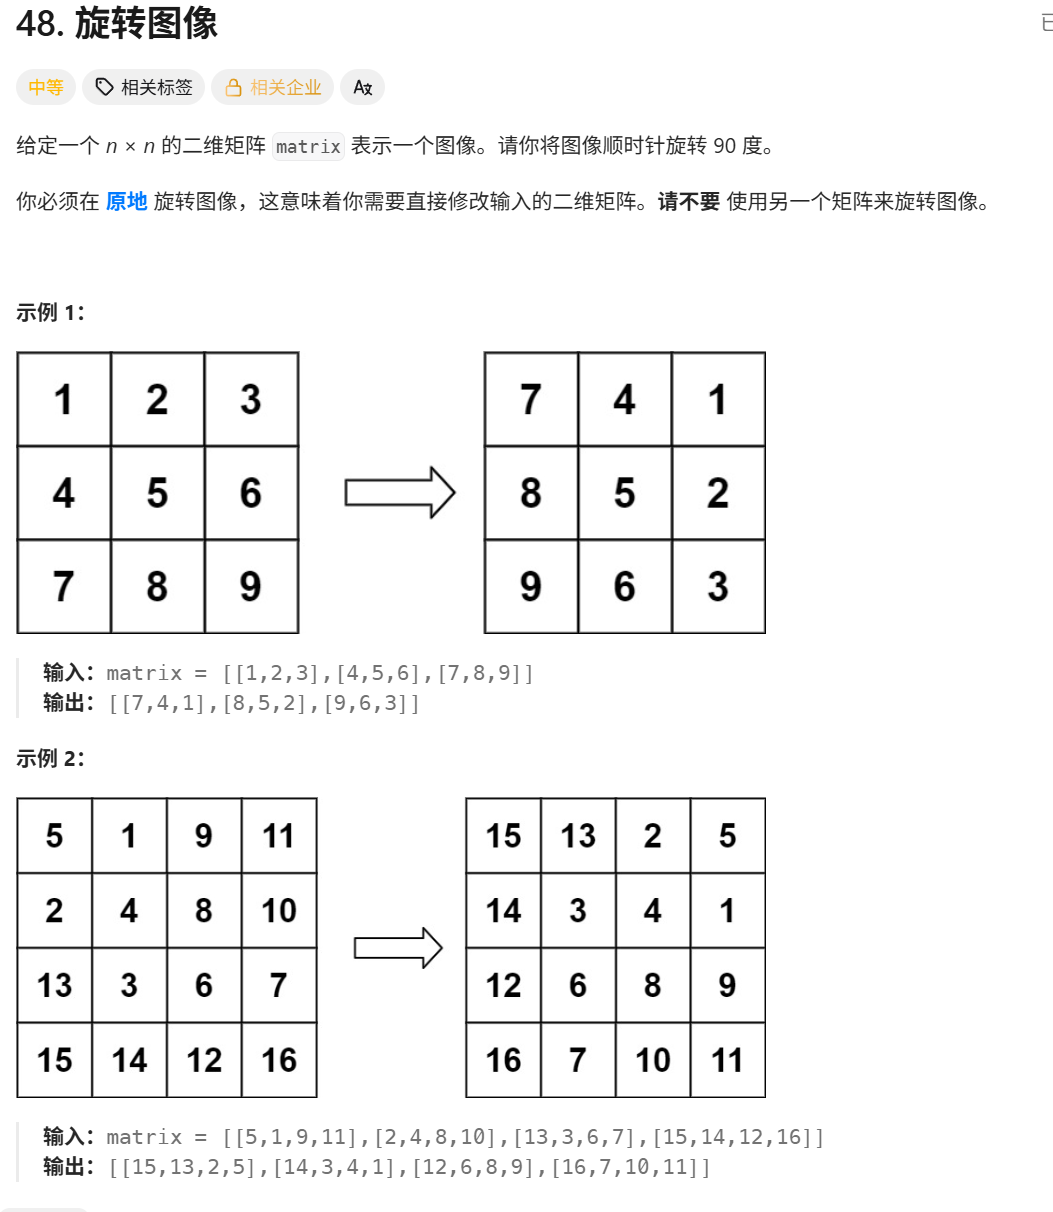 48. 旋转图像
中等 相关标签 相关企业
给定一个 n × n 的二维矩阵 matrix 表示一个图像。请你将图像顺时针旋转 90 度。
你必须在 原地 旋转图像，这意味着你需要直接修改输入的二维矩阵。请不要 使用另一个矩阵来旋转图像。
示例 1：
1 2 3
4 5 6
7 8 9
7 4 1
8 5 2
9 6 3
输入：matrix = [[1,2,3],[4,5,6],[7,8,9]]
输出：[[7,4,1],[8,5,2],[9,6,3]]
示例 2：
5 1 9 11
2 4 8 10
13 3 6 7
15 14 12 16
15 13 2 5
14 3 4 1
12 6 8 9
16 7 10 11
输入：matrix = [[5,1,9,11],[2,4,8,10],[13,3,6,7],[15,14,12,16]]
输出：[[15,13,2,5],[14,3,4,1],[12,6,8,9],[16,7,10,11]]